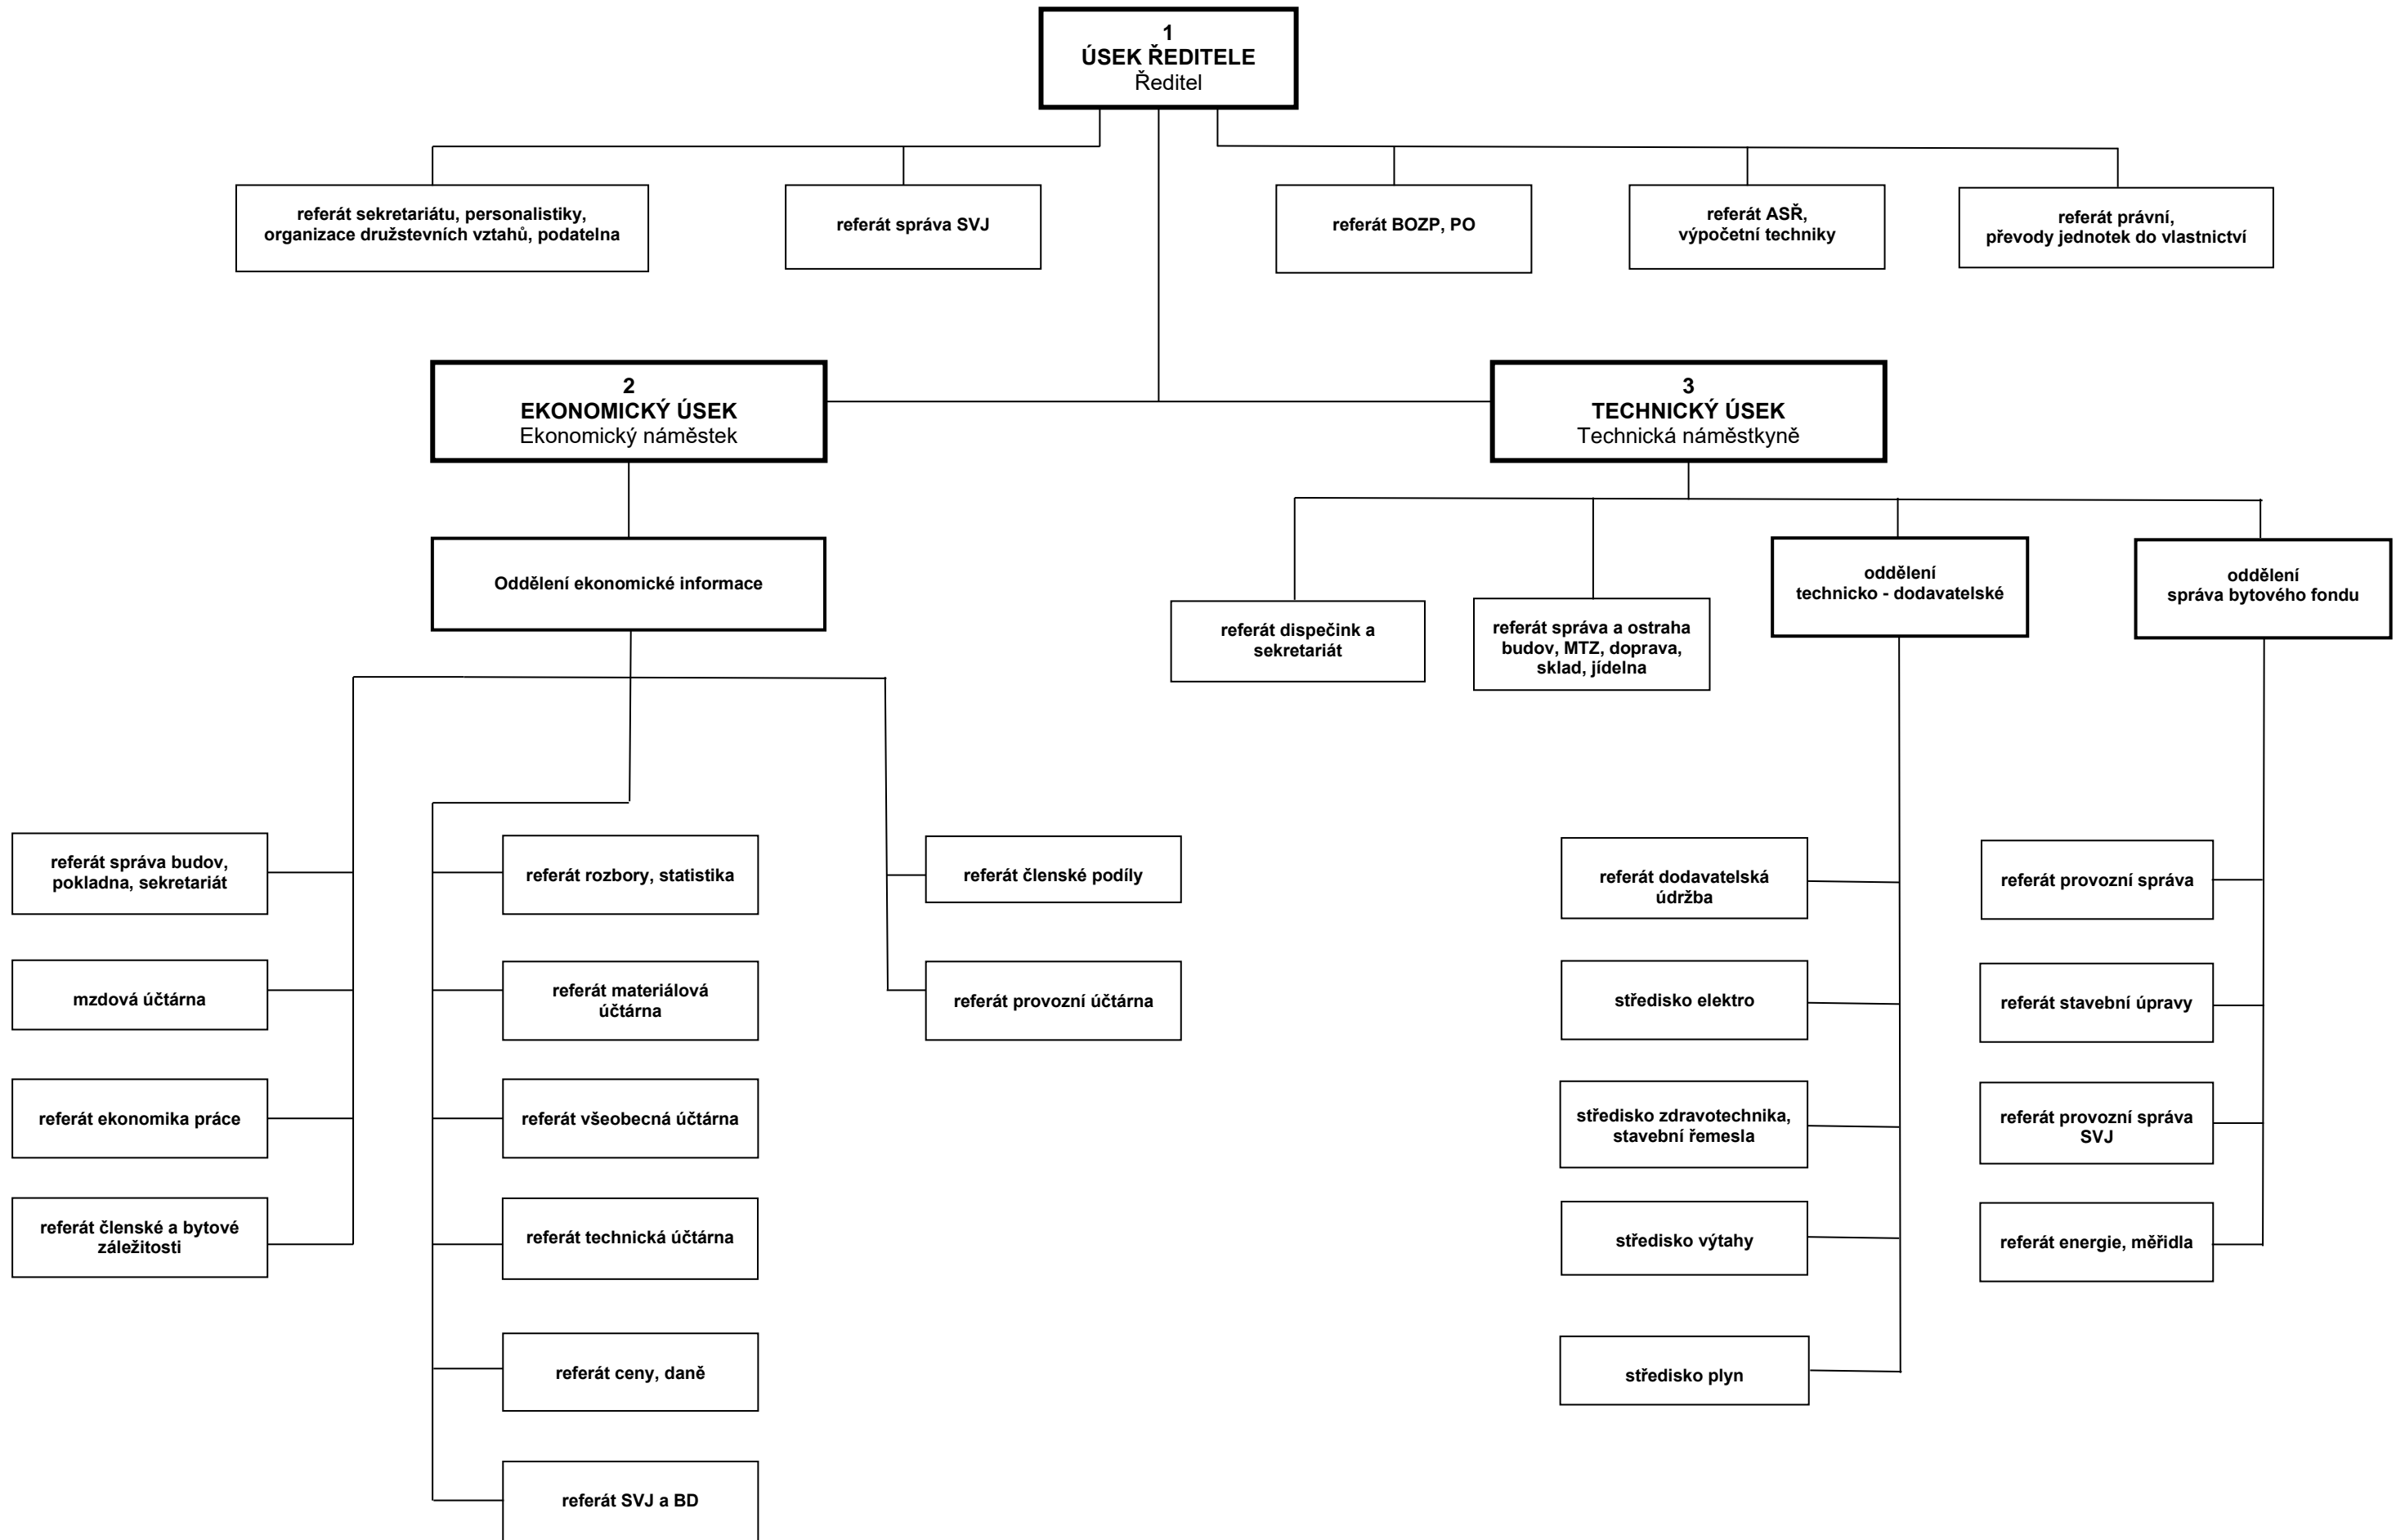 1
ÚSEK ŘEDITELE
Ředitel
referát sekretariátu, personalistiky,
organizace družstevních vztahů, podatelna
referát správa SVJ
referát BOZP, PO
referát ASŘ,
výpočetní techniky
referát právní,
převody jednotek do vlastnictví
2
EKONOMICKÝ ÚSEK
Ekonomický náměstek
3
TECHNICKÝ ÚSEK
Technická náměstkyně
Oddělení ekonomické informace
referát dispečink a
sekretariát
referát správa a ostraha
budov, MTZ, doprava,
sklad, jídelna
oddělení
technicko - dodavatelské
oddělení
správa bytového fondu
referát správa budov,
pokladna, sekretariát
mzdová účtárna
referát ekonomika práce
referát členské a bytové
záležitosti
referát rozbory, statistika
referát materiálová
účtárna
referát všeobecná účtárna
referát technická účtárna
referát ceny, daně
referát SVJ a BD
referát členské podíly
referát provozní účtárna
referát dodavatelská
údržba
středisko elektro
středisko zdravotechnika,
stavební řemesla
středisko výtahy
středisko plyn
referát provozní správa
referát stavební úpravy
referát provozní správa
SVJ
referát energie, měřidla